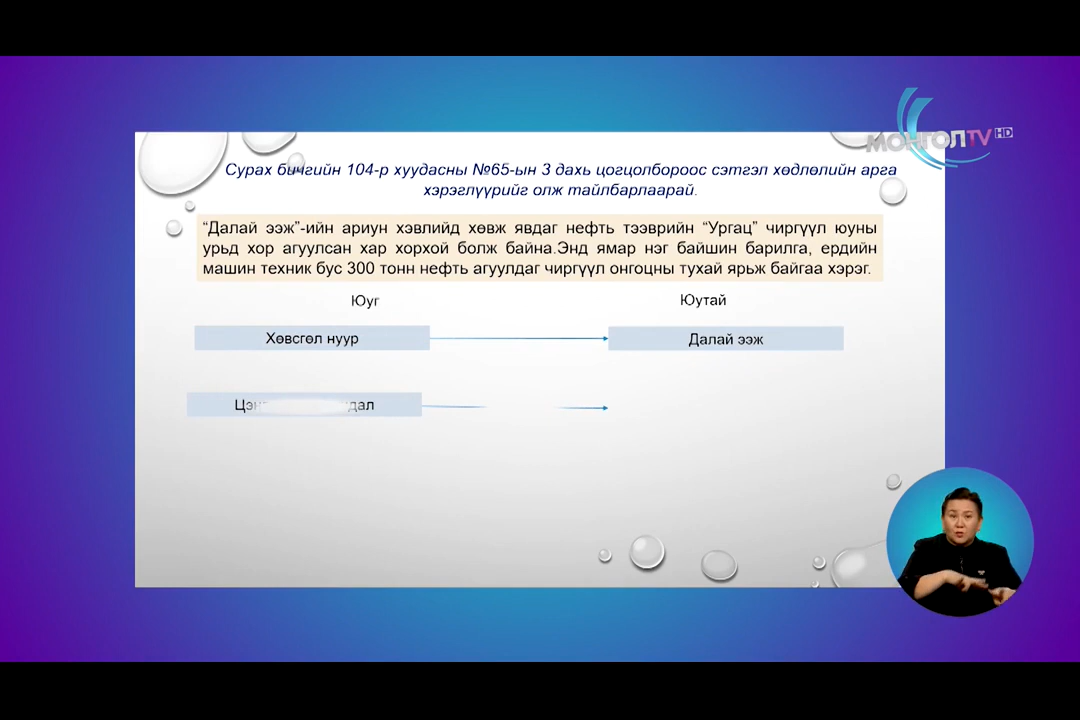 МОНГОЛTV HD
Сурах бичгийн 104-р хуудасны №65-ын 3 дахь цогцолбороос сэтгэл хөдлөлийн арга
хэрэглүүрийг олж тайлбарлаарай.
“Далай ээж”-ийн ариун хэвлийд хөвж явдаг нефть тээврийн “Ургац” чиргүүл юуны
урьд хор агуулсан хар хорхой болж байна.Энд ямар нэг байшин барилга, ердийн
машин техник бус 300 тонн нефть агуулдаг чиргүүл онгоцны тухай ярьж байгаа хэрэг.
Юуг
Юутай
Хөвсгөл нуур
Далай ээж